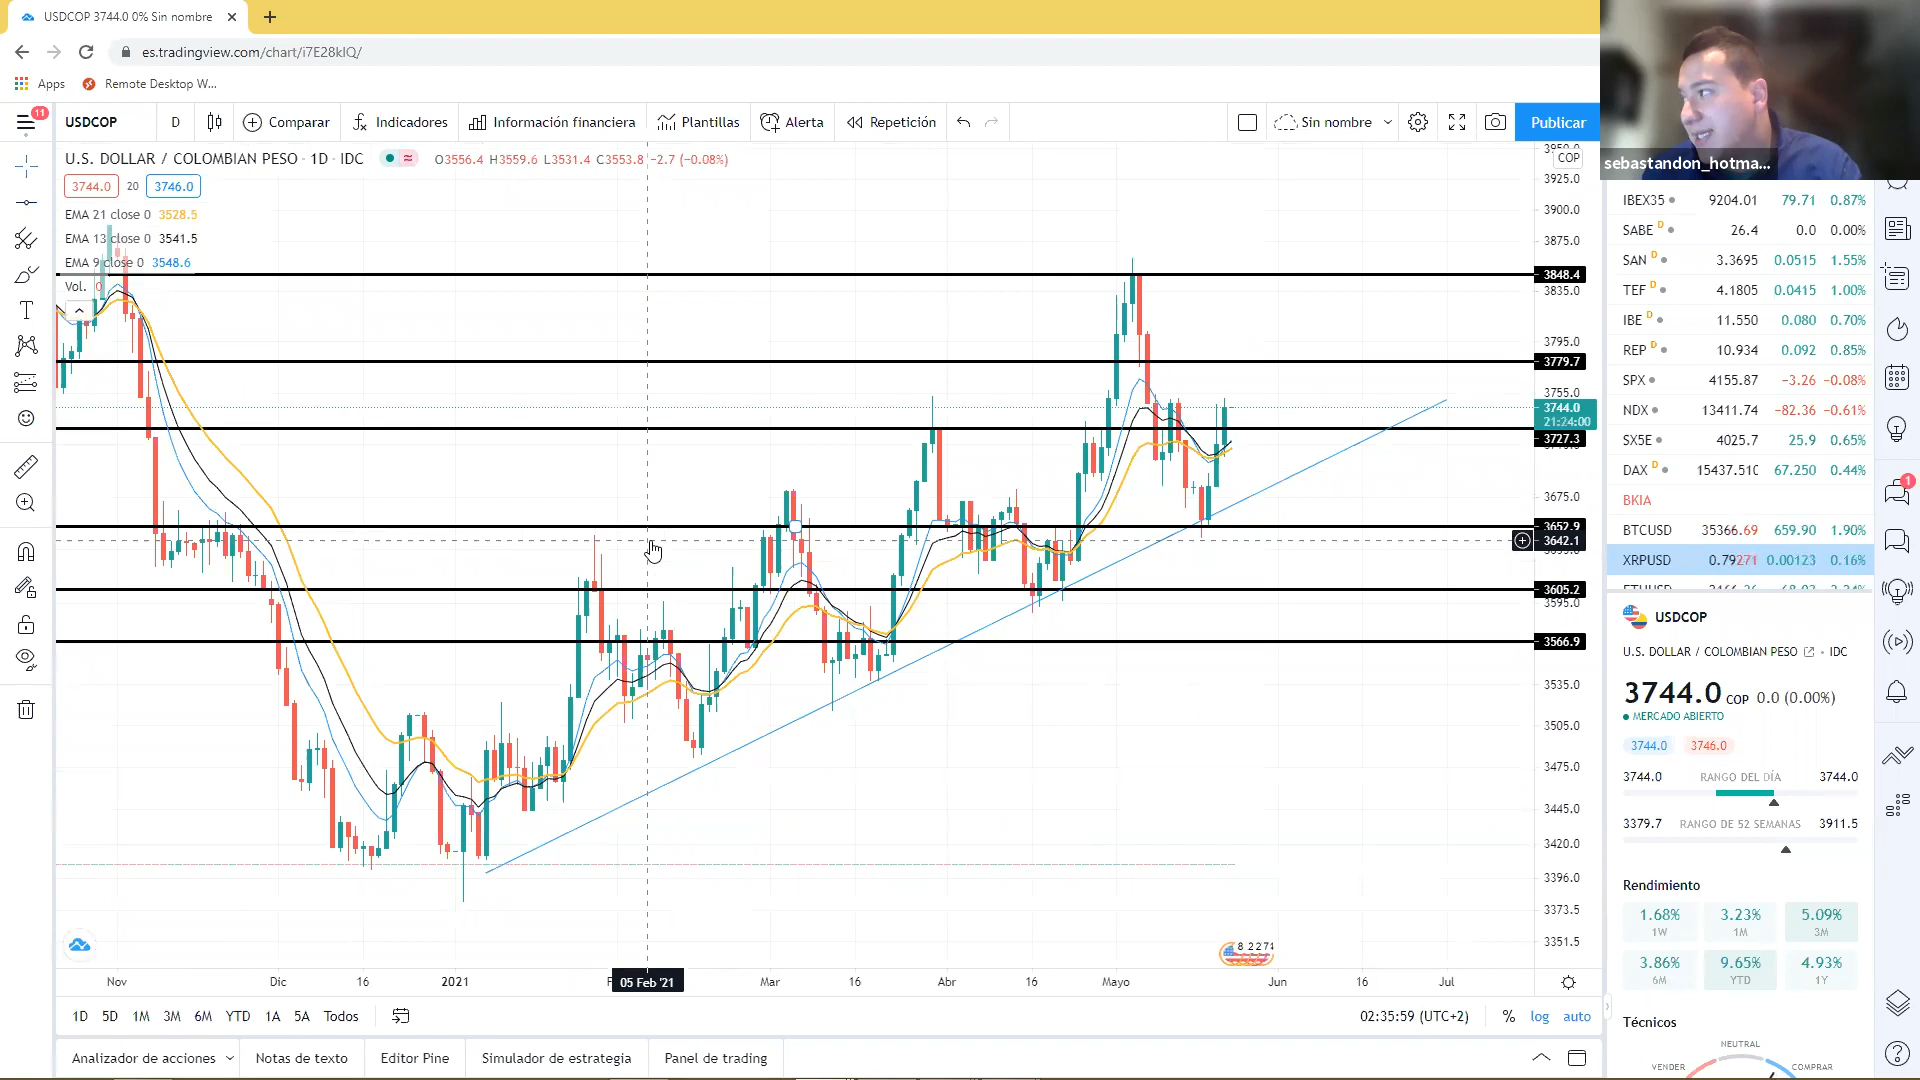 USDCOP 3744.0 0% Sin nombre
es.tradingview.com/chart/i7E28kIQ/
Apps
Remote Desktop W...
11
USDCOP
D
Comparar
Indicadores
Información financiera
Plantillas
Alerta
Repetición
Sin nombre
Publicar
sebastandon_hotma...
U.S. DOLLAR / COLOMBIAN PESO · 1D · IDC
O3556.4 H3559.6 L3531.4 C3553.8 −2.7 (−0.08%)
3744.0 20 3746.0
EMA 21 close 0 3528.5
EMA 13 close 0 3541.5
EMA 9 close 0 3548.6
Vol. 0
COP
3925.0
3900.0
3875.0
3848.4
3835.0
3795.0
3779.7
3755.0
3744.0
21:24:00
3727.3
3675.0
3652.9
3642.1
3605.2
3595.0
3566.9
3535.0
3505.0
3475.0
3445.0
3420.0
3396.0
3373.5
3351.5
Nov
Dic
16
2021
05 Feb '21
Mar
16
Abr
16
Mayo
Jun
16
Jul
1D 5D 1M 3M 6M YTD 1A 5A Todos
02:35:59 (UTC+2)
% log auto
Analizador de acciones
Notas de texto
Editor Pine
Simulador de estrategia
Panel de trading
IBEX35 9204.01 79.71 0.87%
SABE D 26.4 0.0 0.00%
SAN D 3.3695 0.0515 1.55%
TEF D 4.1805 0.0415 1.00%
IBE D 11.550 0.080 0.70%
REP D 10.934 0.092 0.85%
SPX 4155.87 −3.26 −0.08%
NDX 13411.74 −82.36 −0.61%
SX5E 4025.7 25.9 0.65%
DAX D 15437.510 67.250 0.44%
BKIA
BTCUSD 35366.69 659.90 1.90%
XRPUSD 0.79271 0.00123 0.16%
1
USDCOP
U.S. DOLLAR / COLOMBIAN PESO · IDC
3744.0 COP 0.0 (0.00%)
MERCADO ABIERTO
3744.0 3746.0
3744.0 RANGO DEL DÍA 3744.0
3379.7 RANGO DE 52 SEMANAS 3911.5
Rendimiento
1.68% 3.23% 5.09%
1W 1M 3M
3.86% 9.65% 4.93%
6M YTD 1Y
Técnicos
NEUTRAL
VENDER COMPRAR